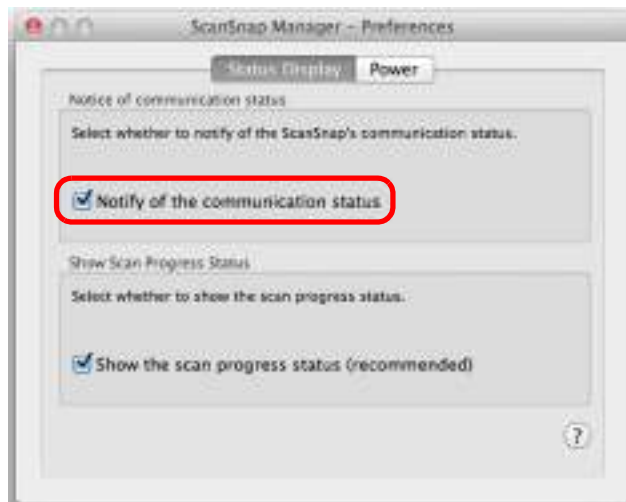 ScanSnap Manager – Preferences
Status Display Power
Notice of communication status
Select whether to notify of the ScanSnap's communication status.
Notify of the communication status
Show Scan Progress Status
Select whether to show the scan progress status.
Show the scan progress status (recommended)
?